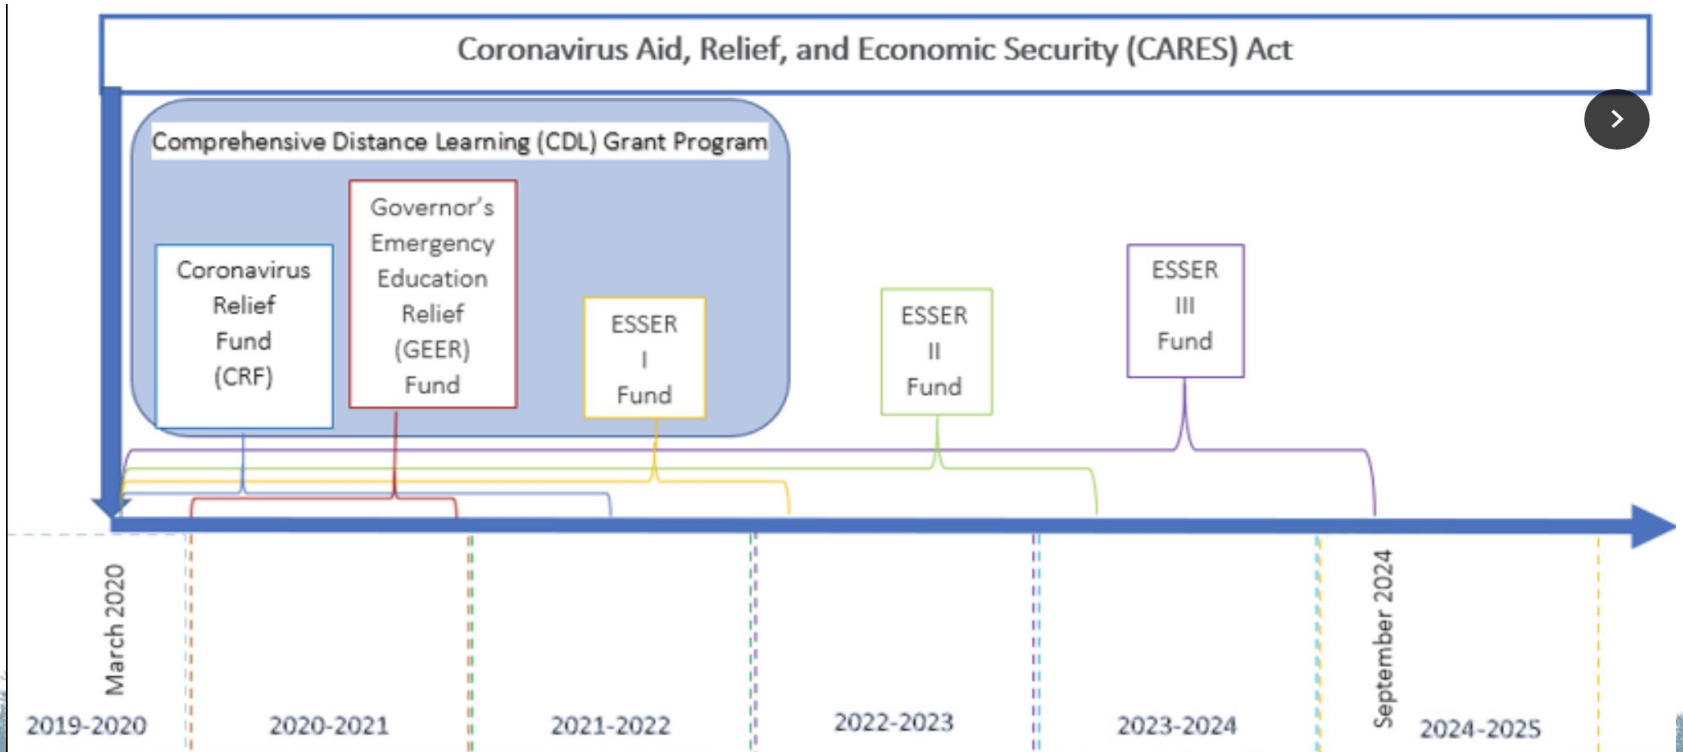 Coronavirus Aid, Relief, and Economic Security (CARES) Act
Comprehensive Distance Learning (CDL) Grant Program
Coronavirus
Relief
Fund
(CRF)
Governor's
Emergency
Education
Relief
(GEER)
Fund
ESSER
I
Fund
ESSER
II
Fund
ESSER
III
Fund
March 2020
September 2024
2019-2020
2020-2021
2021-2022
2022-2023
2023-2024
2024-2025